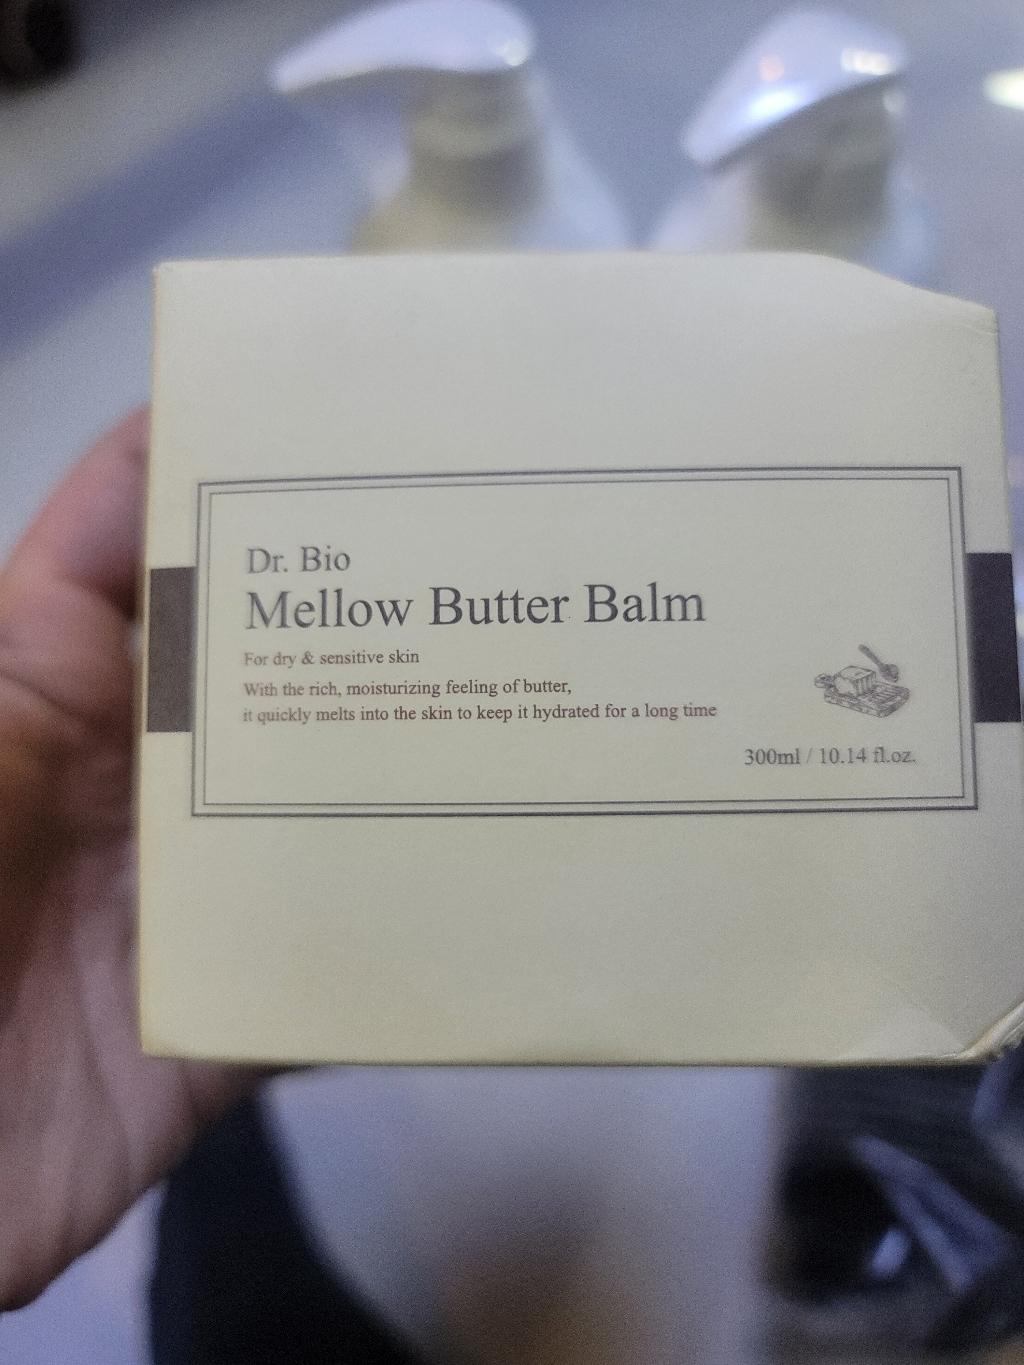 Dr. Bio
Mellow Butter Balm
For dry & sensitive skin
With the rich, moisturizing feeling of butter,
it quickly melts into the skin to keep it hydrated for a long time
300ml / 10.14 fl.oz.